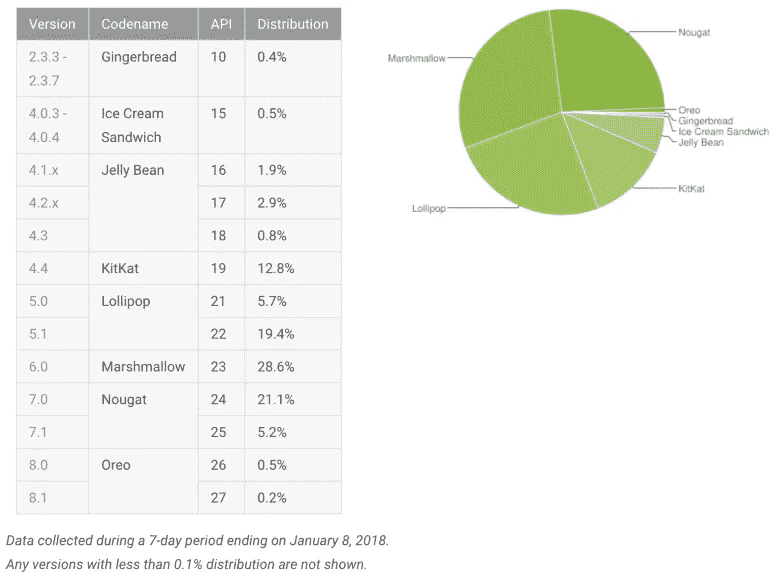 Version Codename API Distribution
2.3.3 - Gingerbread 10 0.4%
2.3.7
4.0.3 - Ice Cream 15 0.5%
4.0.4 Sandwich
4.1.x Jelly Bean 16 1.9%
4.2.x 17 2.9%
4.3 18 0.8%
4.4 KitKat 19 12.8%
5.0 Lollipop 21 5.7%
5.1 22 19.4%
6.0 Marshmallow 23 28.6%
7.0 Nougat 24 21.1%
7.1 25 5.2%
8.0 Oreo 26 0.5%
8.1 27 0.2%
Nougat
Marshmallow
Oreo
Gingerbread
Ice Cream Sandwich
Jelly Bean
KitKat
Lollipop
Data collected during a 7-day period ending on January 8, 2018.
Any versions with less than 0.1% distribution are not shown.